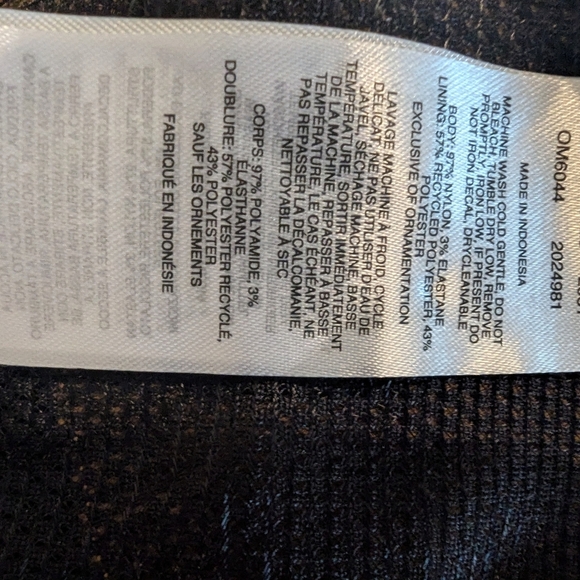 OM6044 2024981
MADE IN INDONESIA
MACHINE WASH COLD GENTLE, DO NOT
BLEACH, TUMBLE DRY LOW, REMOVE
PROMPTLY, IRON LOW, IF PRESENT DO
NOT IRON DECAL, DRYCLEANABLE
BODY: 97% NYLON, 3% ELASTANE
LINING: 57% RECYCLED POLYESTER, 43%
POLYESTER
EXCLUSIVE OF ORNAMENTATION
LAVAGE MACHINE À FROID, CYCLE
DÉLICAT, NE PAS UTILISER D'EAU DE
JAVEL, SÉCHAGE MACHINE, BASSE
TEMPÉRATURE, SORTIR IMMÉDIATEMENT
DE LA MACHINE, REPASSER À BASSE
TEMPÉRATURE, LE CAS ÉCHÉANT, NE
PAS REPASSER LA DÉCALCOMANIE,
NETTOYABLE À SEC
CORPS: 97% POLYAMIDE, 3%
ÉLASTHANNE
DOUBLURE: 57% POLYESTER RECYCLÉ,
43% POLYESTER
SAUF LES ORNEMENTS
FABRIQUÉ EN INDONÉSIE